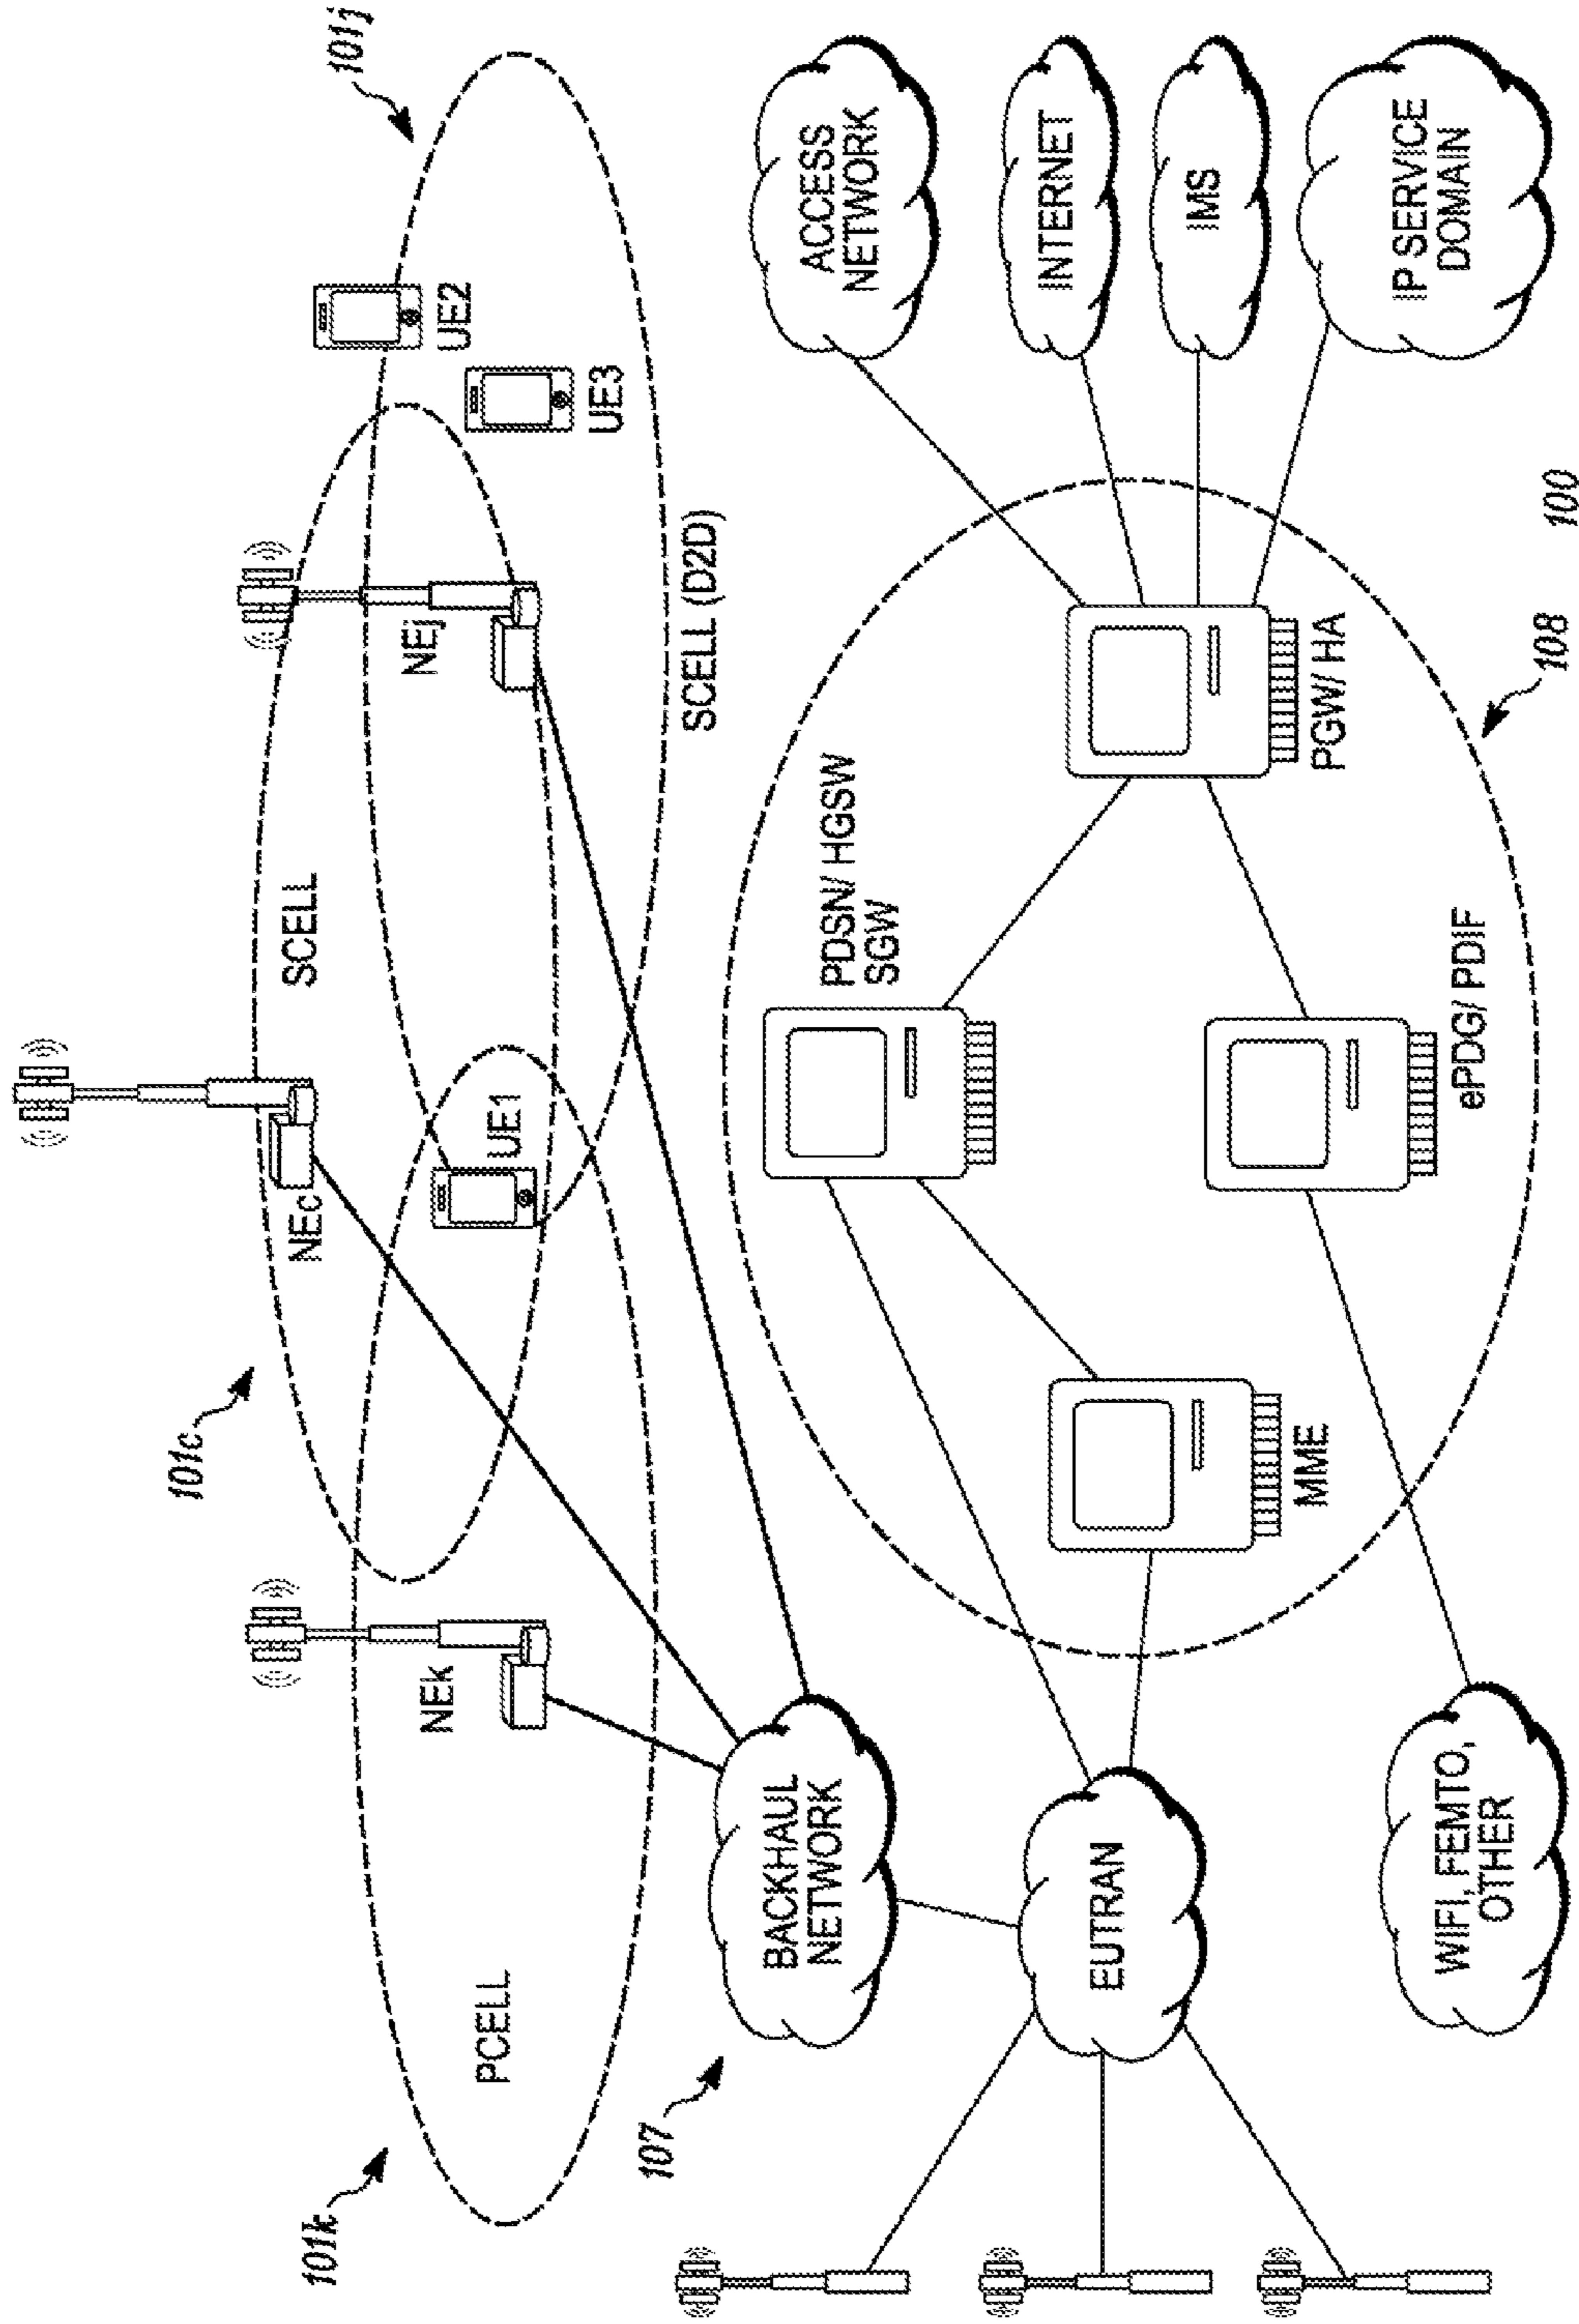 101j
101c
101k
UE2
UE3
SCELL
NEj
SCELL (D2D)
NEc
UE1
NEk
PCELL
107
BACKHAUL
NETWORK
EUTRAN
WIFI, FEMTO,
OTHER
PDSN/ HGSW
SGW
MME
ePDG/ PDIF
PGW/ HA
108
ACCESS
NETWORK
INTERNET
IMS
IP SERVICE
DOMAIN
100